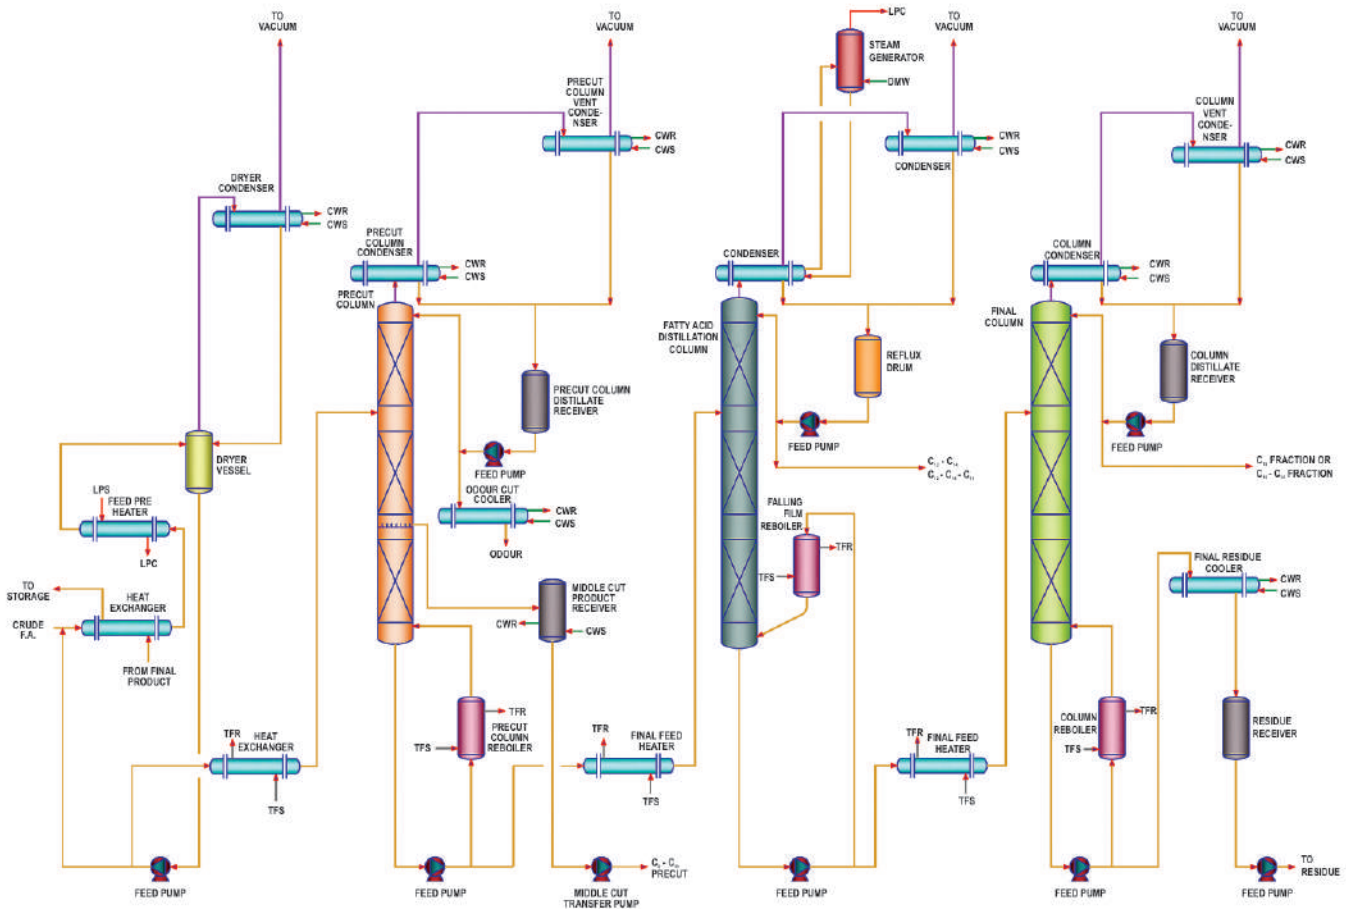 TO
VACUUM
DRYER
CONDENSER
CWR
CWS
DRYER
VESSEL
LPS
FEED PRE
HEATER
LPC
TO
STORAGE
HEAT
EXCHANGER
CRUDE
F.A.
FROM FINAL
PRODUCT
TFR
HEAT
EXCHANGER
TFS
FEED PUMP
TO
VACUUM
PRECUT
COLUMN
VENT
CONDE-
NSER
CWR
CWS
PRECUT
COLUMN
CONDENSER
CWR
CWS
PRECUT
COLUMN
PRECUT COLUMN
DISTILLATE
RECEIVER
FEED PUMP
ODOUR CUT
COOLER
CWR
CWS
ODOUR
MIDDLE CUT
PRODUCT
RECEIVER
CWR
CWS
TFR
PRECUT
COLUMN
REBOILER
TFS
FEED PUMP
PRECUT
MIDDLE CUT
TRANSFER PUMP
TFR
FINAL FEED
HEATER
TFS
LPC
STEAM
GENERATOR
DMW
TO
VACUUM
CWR
CWS
CONDENSER
CONDENSER
FATTY ACID
DISTILLATION
COLUMN
REFLUX
DRUM
FEED PUMP
FALLING
FILM
REBOILER
TFR
TFS
FEED PUMP
TFR
FINAL FEED
HEATER
TFS
TO
VACUUM
COLUMN
VENT
CONDE-
NSER
CWR
CWS
COLUMN
CONDENSER
CWR
CWS
FINAL
COLUMN
COLUMN
DISTILLATE
RECEIVER
FEED PUMP
FRACTION OR
FRACTION
FINAL RESIDUE
COOLER
CWR
CWS
TFR
COLUMN
REBOILER
TFS
RESIDUE
RECEIVER
FEED PUMP
FEED PUMP
TO
RESIDUE